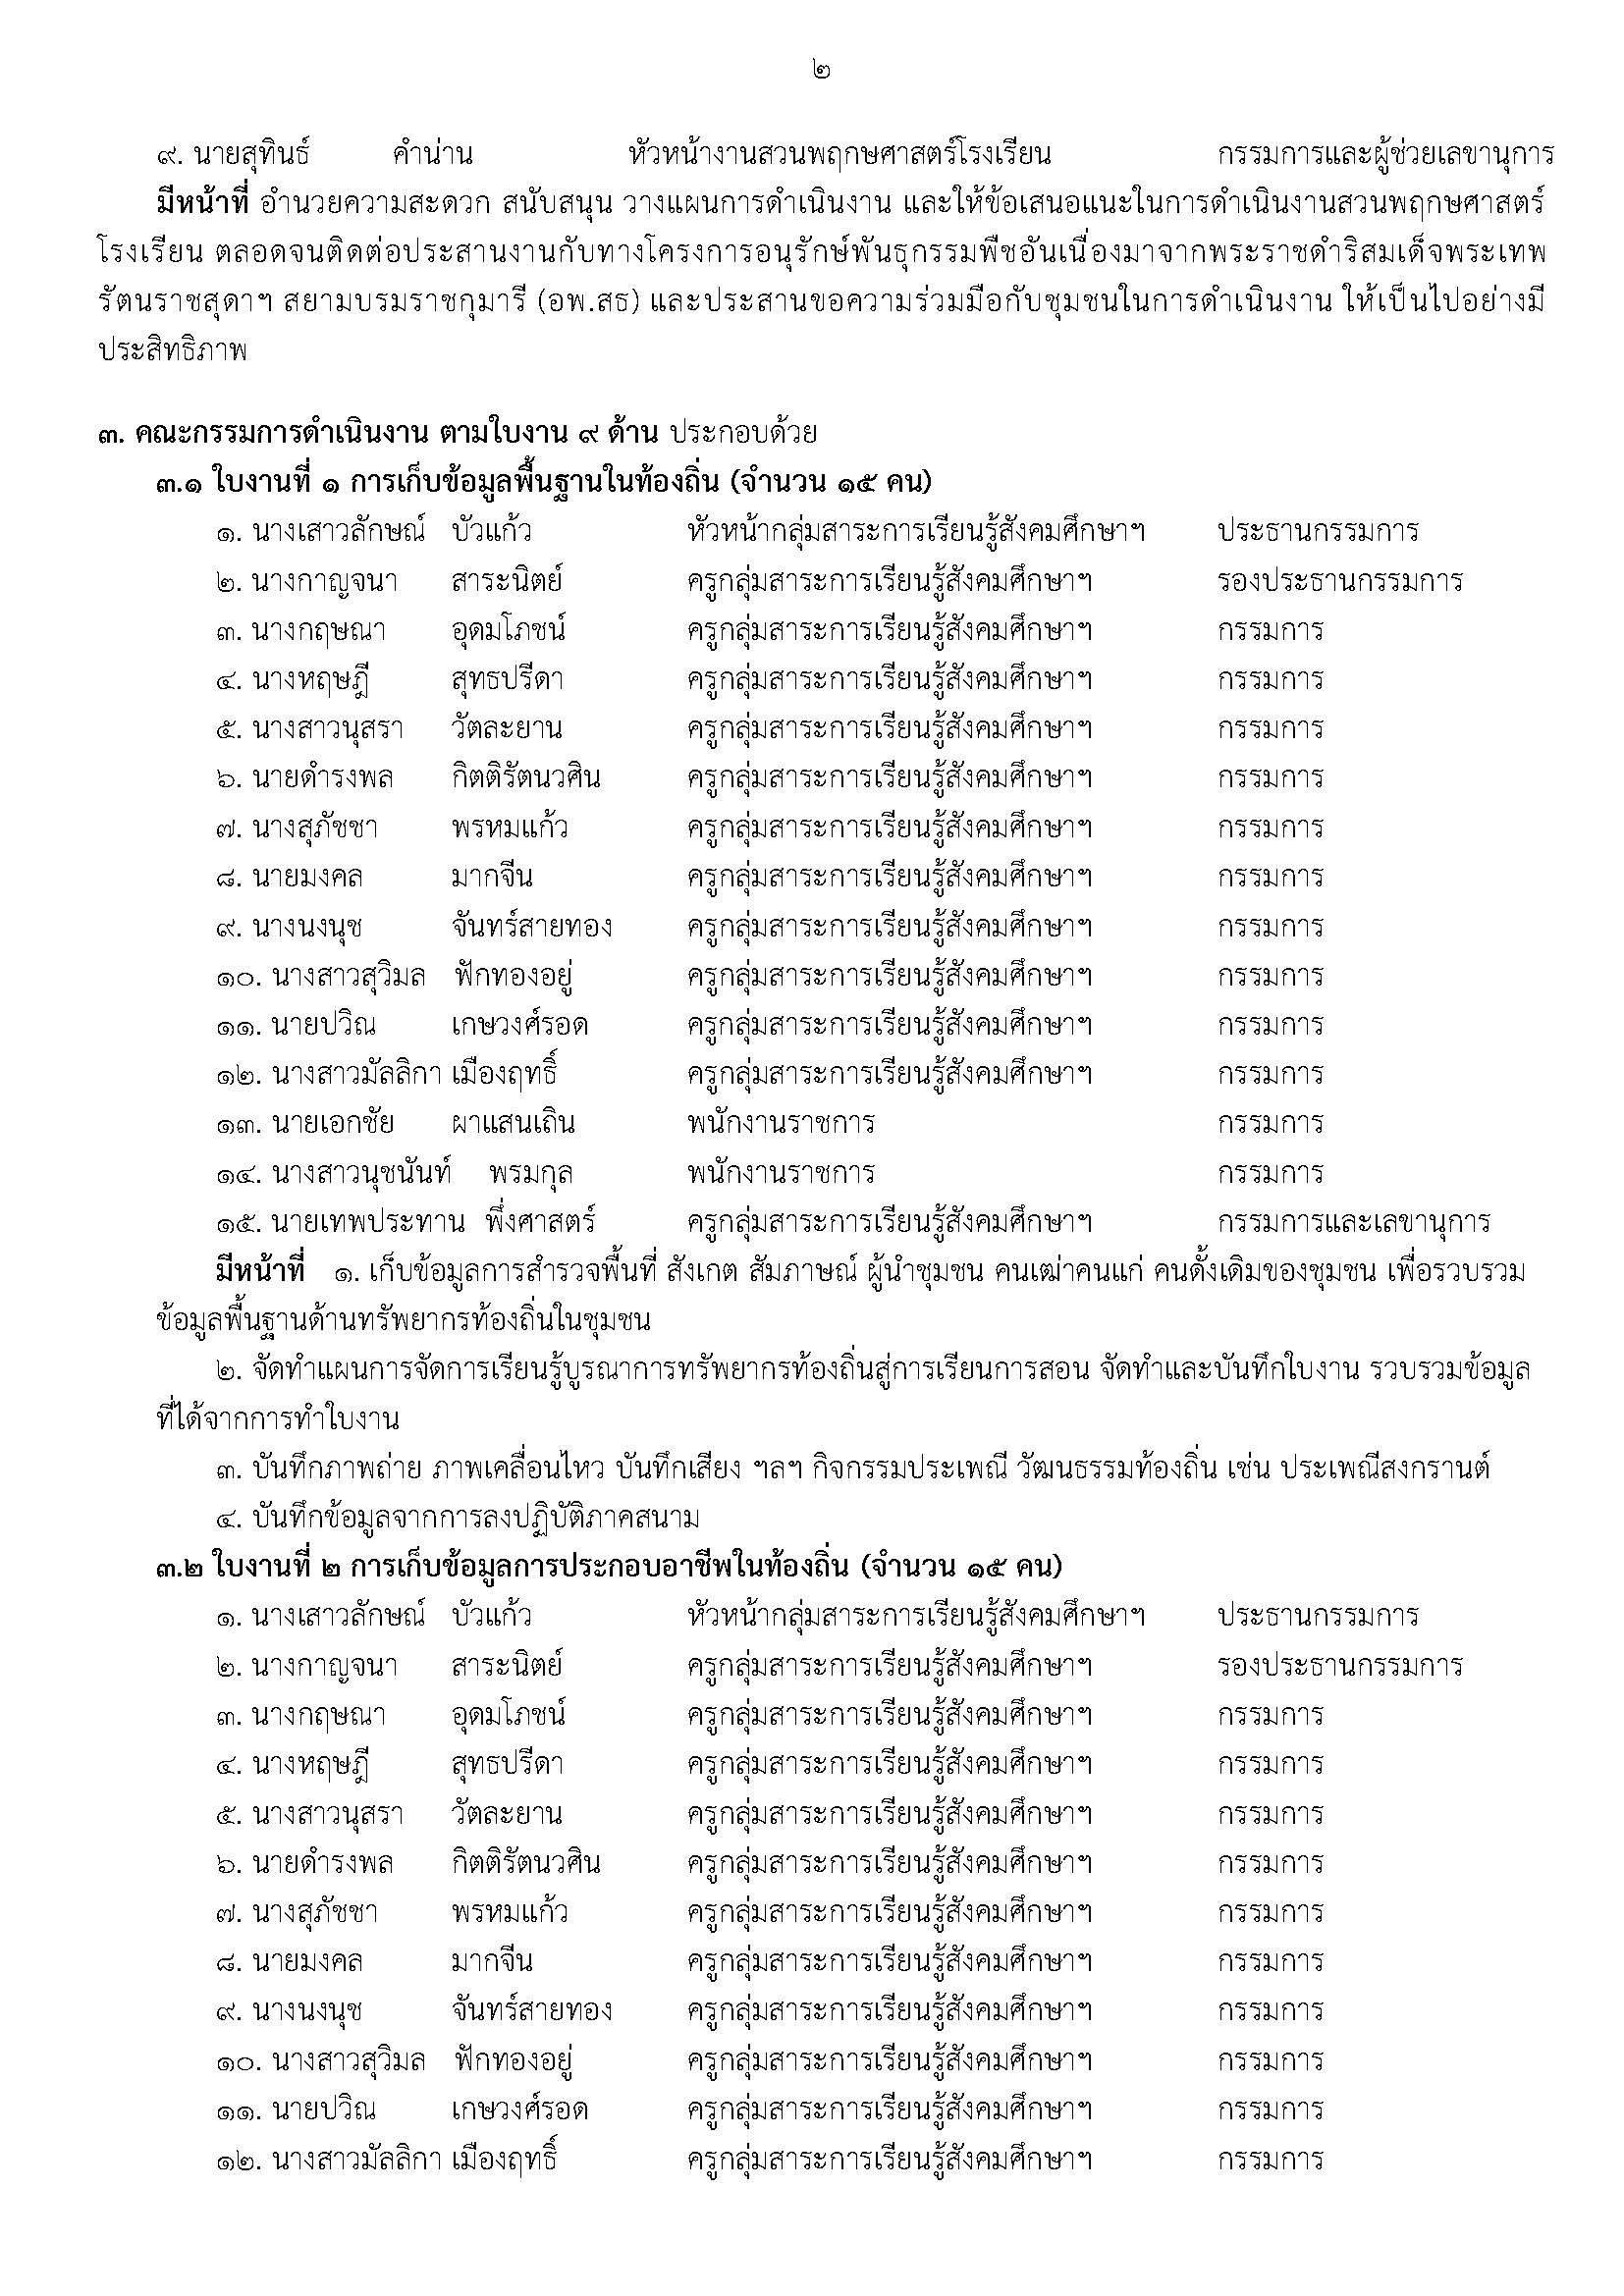 ๒
๙. นายสุทินธ์ คำน่าน หัวหน้างานสวนพฤกษศาสตร์โรงเรียน กรรมการและผู้ช่วยเลขานุการ
มีหน้าที่ อำนวยความสะดวก สนับสนุน วางแผนการดำเนินงาน และให้ข้อเสนอแนะในการดำเนินงานสวนพฤกษศาสตร์
โรงเรียน ตลอดจนติดต่อประสานงานกับทางโครงการอนุรักษ์พันธุกรรมพืชอันเนื่องมาจากพระราชดำริสมเด็จพระเทพ
รัตนราชสุดาฯ สยามบรมราชกุมารี (อพ.สธ) และประสานขอความร่วมมือกับชุมชนในการดำเนินงาน ให้เป็นไปอย่างมี
ประสิทธิภาพ
๓. คณะกรรมการดำเนินงาน ตามใบงาน ๙ ด้าน ประกอบด้วย
๓.๑ ใบงานที่ ๑ การเก็บข้อมูลพื้นฐานในท้องถิ่น (จำนวน ๑๕ คน)
๑. นางเสาวลักษณ์ บัวแก้ว หัวหน้ากลุ่มสาระการเรียนรู้สังคมศึกษาฯ ประธานกรรมการ
๒. นางกาญจนา สาระนิตย์ ครูกลุ่มสาระการเรียนรู้สังคมศึกษาฯ รองประธานกรรมการ
๓. นางกฤษณา อุดมโภชน์ ครูกลุ่มสาระการเรียนรู้สังคมศึกษาฯ กรรมการ
๔. นางหฤษฎี สุทธปรีดา ครูกลุ่มสาระการเรียนรู้สังคมศึกษาฯ กรรมการ
๕. นางสาวนุสรา วัตละยาน ครูกลุ่มสาระการเรียนรู้สังคมศึกษาฯ กรรมการ
๖. นายดำรงพล กิตติรัตนวศิน ครูกลุ่มสาระการเรียนรู้สังคมศึกษาฯ กรรมการ
๗. นางสุภัชชา พรหมแก้ว ครูกลุ่มสาระการเรียนรู้สังคมศึกษาฯ กรรมการ
๘. นายมงคล มากจีน ครูกลุ่มสาระการเรียนรู้สังคมศึกษาฯ กรรมการ
๙. นางนงนุช จันทร์สายทอง ครูกลุ่มสาระการเรียนรู้สังคมศึกษาฯ กรรมการ
๑๐. นางสาวสุวิมล ฟักทองอยู่ ครูกลุ่มสาระการเรียนรู้สังคมศึกษาฯ กรรมการ
๑๑. นายปวิณ เกษวงศ์รอด ครูกลุ่มสาระการเรียนรู้สังคมศึกษาฯ กรรมการ
๑๒. นางสาวมัลลิกา เมืองฤทธิ์ ครูกลุ่มสาระการเรียนรู้สังคมศึกษาฯ กรรมการ
๑๓. นายเอกชัย ผาแสนเถิน พนักงานราชการ กรรมการ
๑๔. นางสาวนุชนันท์ พรมกุล พนักงานราชการ กรรมการ
๑๕. นายเทพประทาน พึ่งศาสตร์ ครูกลุ่มสาระการเรียนรู้สังคมศึกษาฯ กรรมการและเลขานุการ
มีหน้าที่ ๑. เก็บข้อมูลการสำรวจพื้นที่ สังเกต สัมภาษณ์ ผู้นำชุมชน คนเฒ่าคนแก่ คนดั้งเดิมของชุมชน เพื่อรวบรวม
ข้อมูลพื้นฐานด้านทรัพยากรท้องถิ่นในชุมชน
๒. จัดทำแผนการจัดการเรียนรู้บูรณาการทรัพยากรท้องถิ่นสู่การเรียนการสอน จัดทำและบันทึกใบงาน รวบรวมข้อมูล
ที่ได้จากการทำใบงาน
๓. บันทึกภาพถ่าย ภาพเคลื่อนไหว บันทึกเสียง ฯลฯ กิจกรรมประเพณี วัฒนธรรมท้องถิ่น เช่น ประเพณีสงกรานต์
๔. บันทึกข้อมูลจากการลงปฏิบัติภาคสนาม
๓.๒ ใบงานที่ ๒ การเก็บข้อมูลการประกอบอาชีพในท้องถิ่น (จำนวน ๑๕ คน)
๑. นางเสาวลักษณ์ บัวแก้ว หัวหน้ากลุ่มสาระการเรียนรู้สังคมศึกษาฯ ประธานกรรมการ
๒. นางกาญจนา สาระนิตย์ ครูกลุ่มสาระการเรียนรู้สังคมศึกษาฯ รองประธานกรรมการ
๓. นางกฤษณา อุดมโภชน์ ครูกลุ่มสาระการเรียนรู้สังคมศึกษาฯ กรรมการ
๔. นางหฤษฎี สุทธปรีดา ครูกลุ่มสาระการเรียนรู้สังคมศึกษาฯ กรรมการ
๕. นางสาวนุสรา วัตละยาน ครูกลุ่มสาระการเรียนรู้สังคมศึกษาฯ กรรมการ
๖. นายดำรงพล กิตติรัตนวศิน ครูกลุ่มสาระการเรียนรู้สังคมศึกษาฯ กรรมการ
๗. นางสุภัชชา พรหมแก้ว ครูกลุ่มสาระการเรียนรู้สังคมศึกษาฯ กรรมการ
๘. นายมงคล มากจีน ครูกลุ่มสาระการเรียนรู้สังคมศึกษาฯ กรรมการ
๙. นางนงนุช จันทร์สายทอง ครูกลุ่มสาระการเรียนรู้สังคมศึกษาฯ กรรมการ
๑๐. นางสาวสุวิมล ฟักทองอยู่ ครูกลุ่มสาระการเรียนรู้สังคมศึกษาฯ กรรมการ
๑๑. นายปวิณ เกษวงศ์รอด ครูกลุ่มสาระการเรียนรู้สังคมศึกษาฯ กรรมการ
๑๒. นางสาวมัลลิกา เมืองฤทธิ์ ครูกลุ่มสาระการเรียนรู้สังคมศึกษาฯ กรรมการ